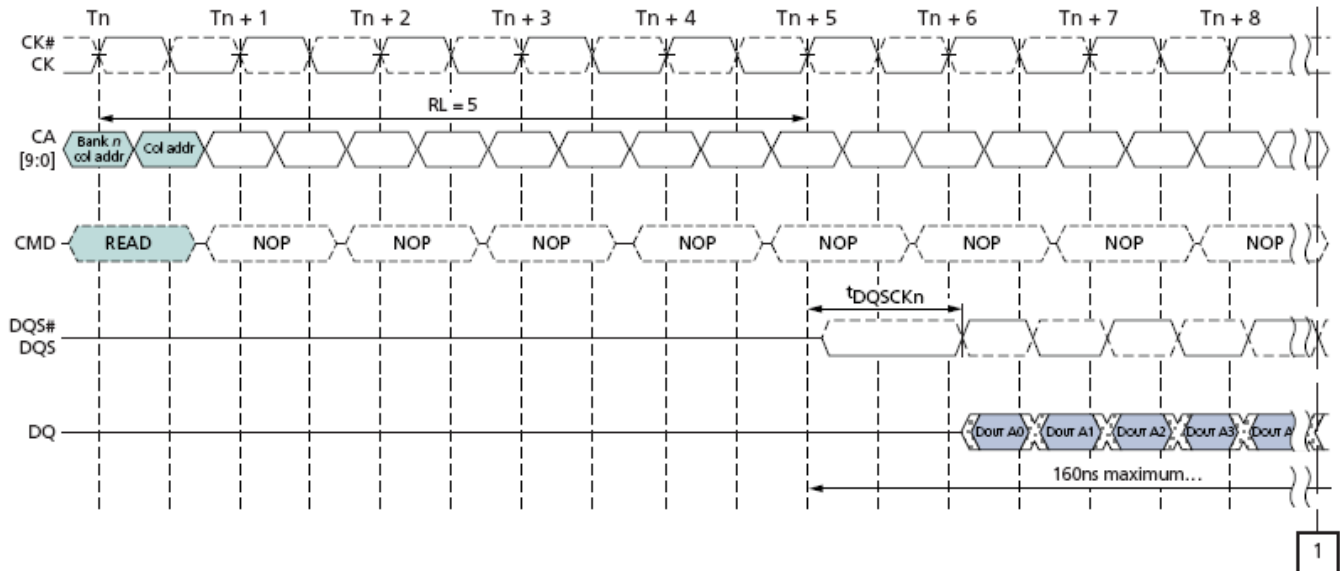 Tn Tn + 1 Tn + 2 Tn + 3 Tn + 4 Tn + 5 Tn + 6 Tn + 7 Tn + 8
CK#
CK
RL = 5
CA
[9:0]
Bank n
col addr
Col addr
CMD READ NOP NOP NOP NOP NOP NOP NOP NOP
tDQSCKn
DQS#
DQS
DQ DOUT A0 DOUT A1 DOUT A2 DOUT A3 DOUT A
160ns maximum...
1